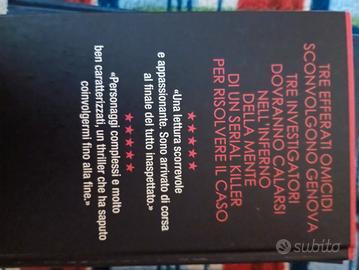 TRE EFFERATI OMICIDI
SCONVOLGONO GENOVA
TRE INVESTIGATORI
DOVRANNO CALARSI
NELL'INFERNO
DELLA MENTE
DI UN SERIAL KILLER
PER RISOLVERE IL CASO
★★★★★
«Una lettura scorrevole
e appassionante. Sono arrivato di corsa
al finale del tutto inaspettato.»
★★★★★
«Personaggi complessi e molto
ben caratterizzati, un thriller che ha saputo
coinvolgermi fino alla fine.»
subito